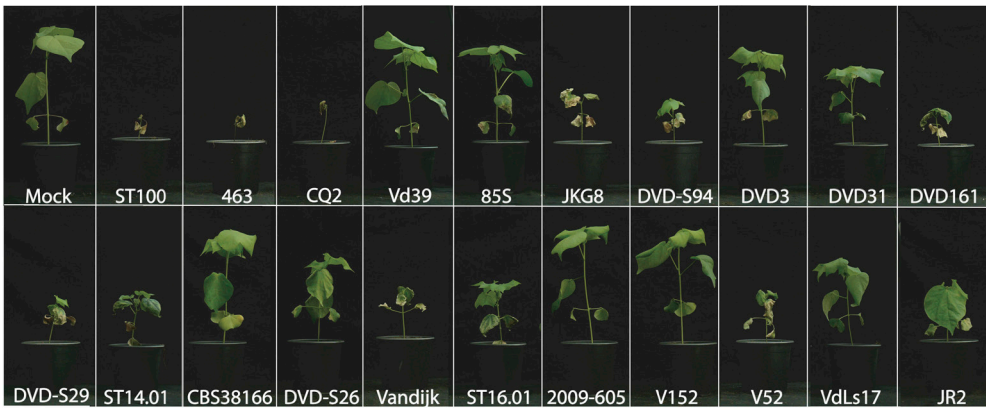 Mock ST100 463 CQ2 Vd39 85S JKG8 DVD-S94 DVD3 DVD31 DVD161
DVD-S29 ST14.01 CBS38166 DVD-S26 Vandijk ST16.01 2009-605 V152 V52 VdLs17 JR2